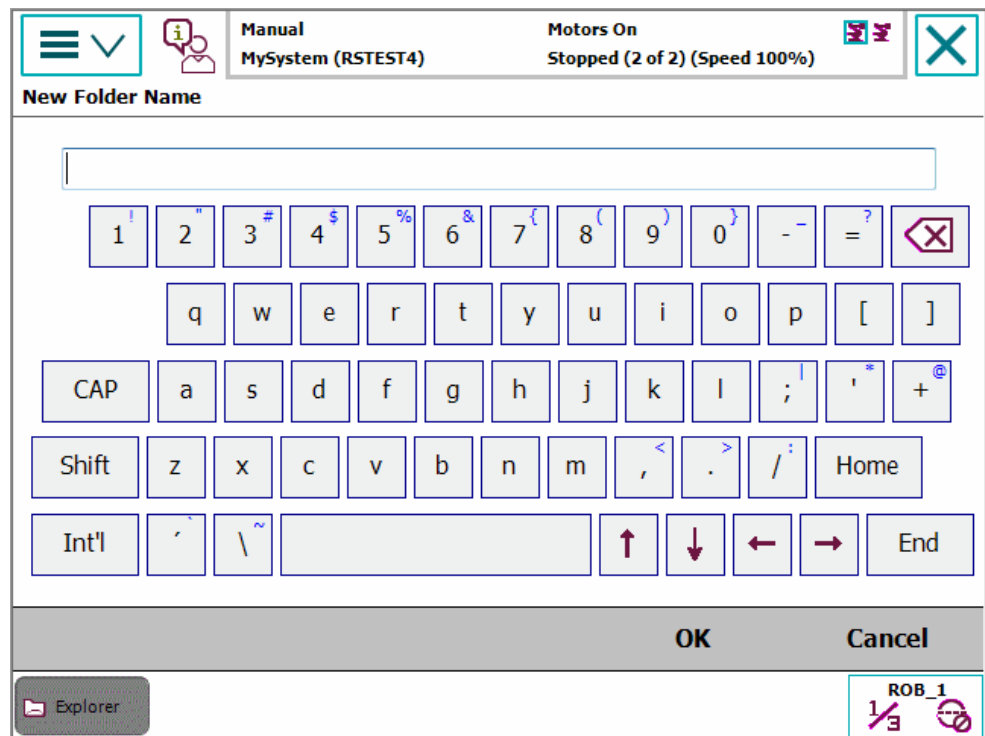 Manual Motors On
MySystem (RSTEST4) Stopped (2 of 2) (Speed 100%)
New Folder Name
1 ! 2 " 3 # 4 $ 5 % 6 & 7 { 8 ( 9 ) 0 } - _ = ?
q w e r t y u i o p [ ]
CAP a s d f g h j k l ; | ' * + @
Shift z x c v b n m , < . > / : Home
Int'l ´ ` \ ~ ↑ ↓ ← → End
OK Cancel
Explorer
ROB_1
1/3